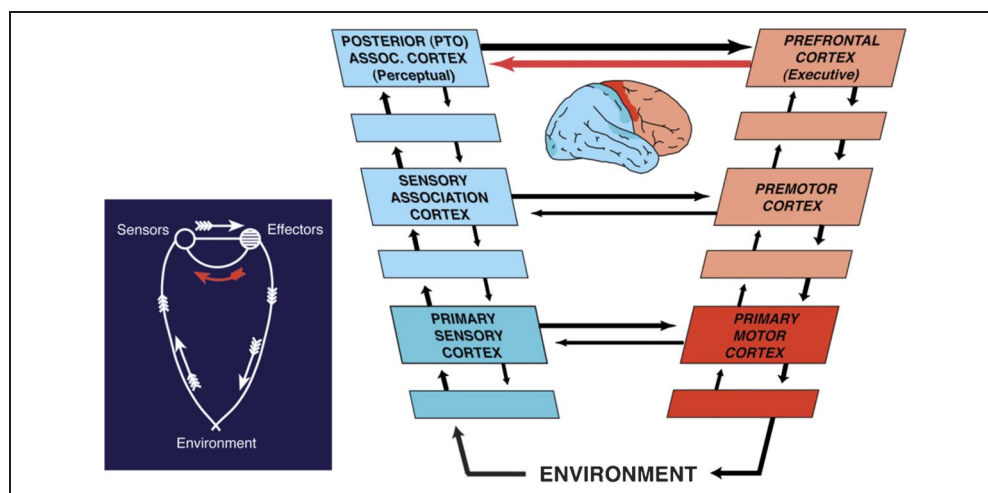 POSTERIOR (PTO)
ASSOC. CORTEX
(Perceptual)
PREFRONTAL
CORTEX
(Executive)
SENSORY
ASSOCIATION
CORTEX
PREMOTOR
CORTEX
Sensors
Effectors
Environment
PRIMARY
SENSORY
CORTEX
PRIMARY
MOTOR
CORTEX
ENVIRONMENT